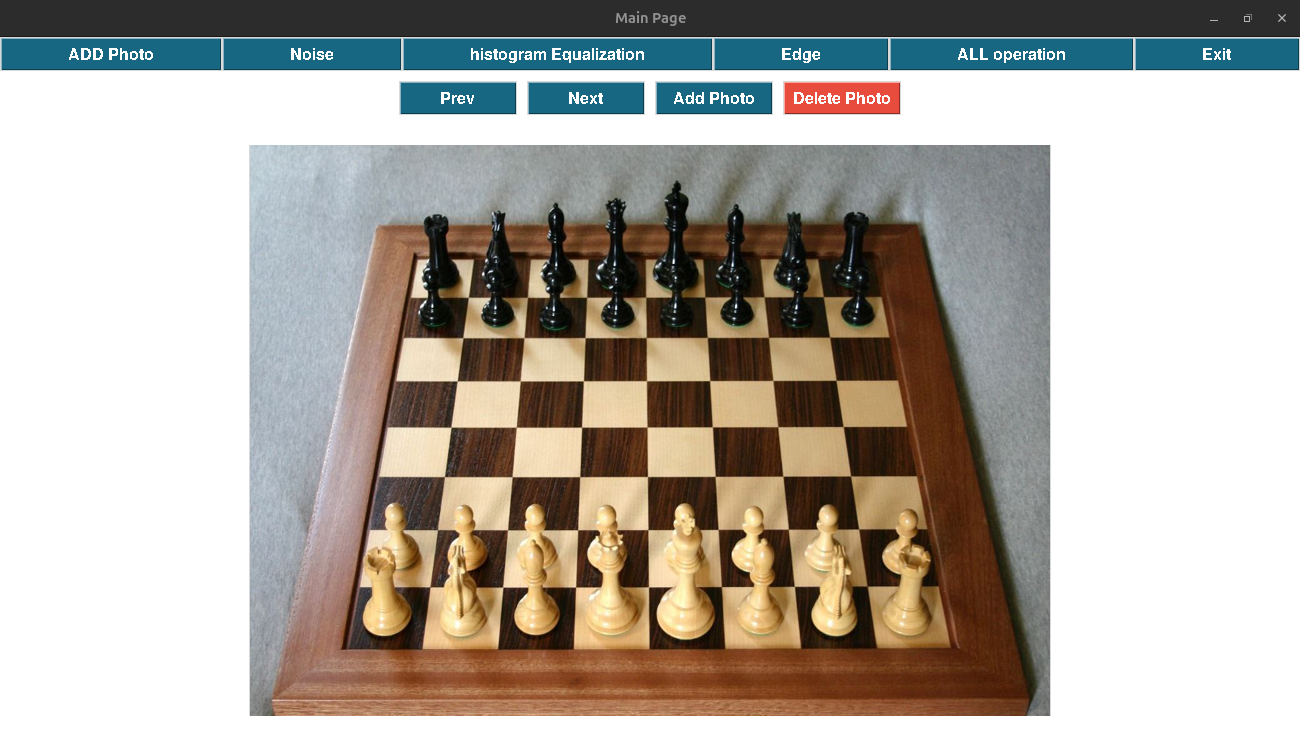 Main Page
ADD Photo Noise histogram Equalization Edge ALL operation Exit
Prev Next Add Photo Delete Photo